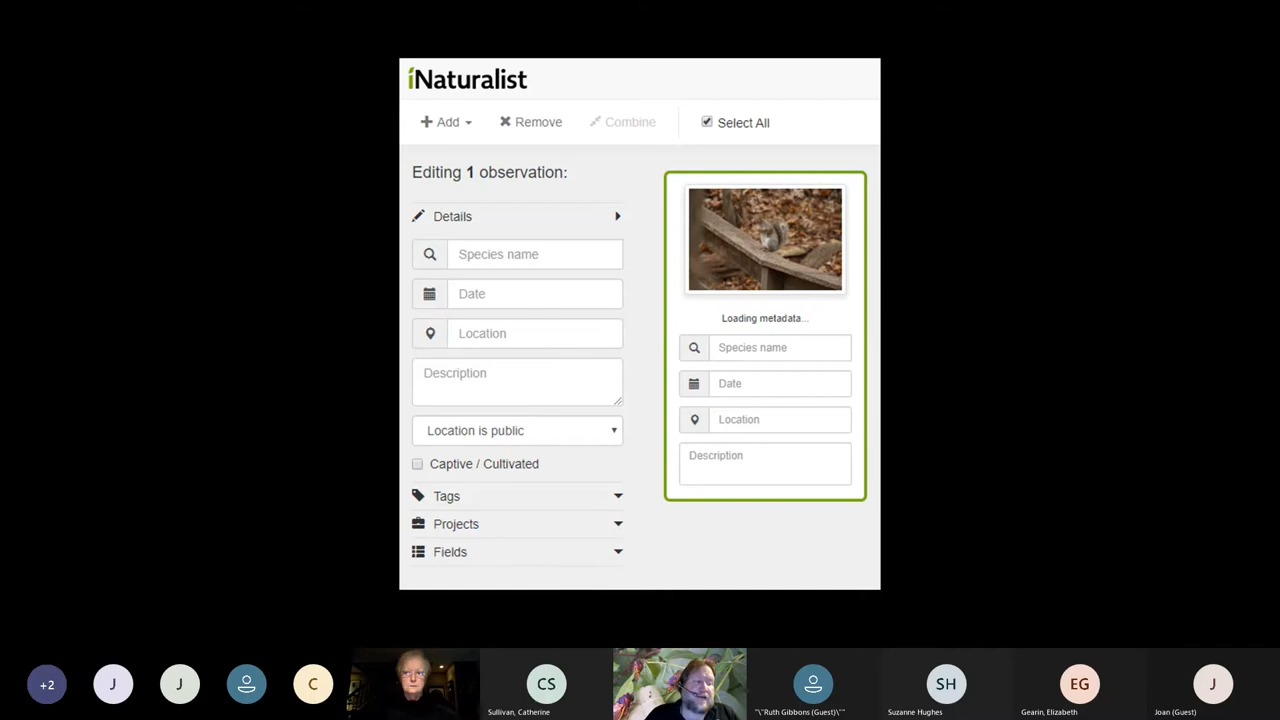 iNaturalist
Add
Remove
Combine
Select All
Editing 1 observation:
Details
Species name
Date
Location
Description
Location is public
Captive / Cultivated
Tags
Projects
Fields
Loading metadata...
Species name
Date
Location
Description
+2
J
J
C
CS
SH
EG
J
Sullivan, Catherine
"\"Ruth Gibbons (Guest)\""
Suzanne Hughes
Gearin, Elizabeth
Joan (Guest)